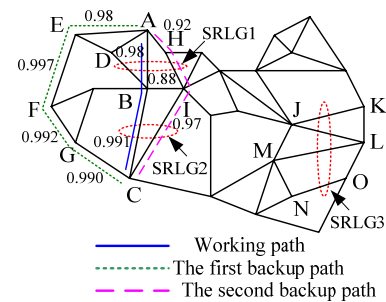 0.98
A
0.92
E
H
SRLG1
D
0.98
0.997
0.88
B
I
J
K
F
0.97
0.992
0.991
G
M
L
SRLG2
0.990
O
C
N
SRLG3
Working path
The first backup path
The second backup path